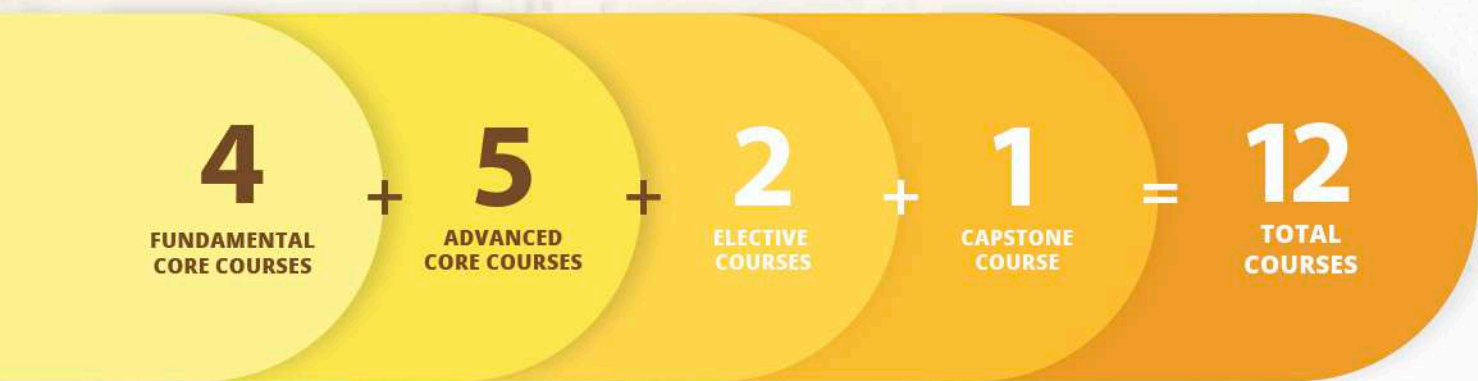 4
FUNDAMENTAL
CORE COURSES
+
5
ADVANCED
CORE COURSES
+
2
ELECTIVE
COURSES
+
1
CAPSTONE
COURSE
=
12
TOTAL
COURSES